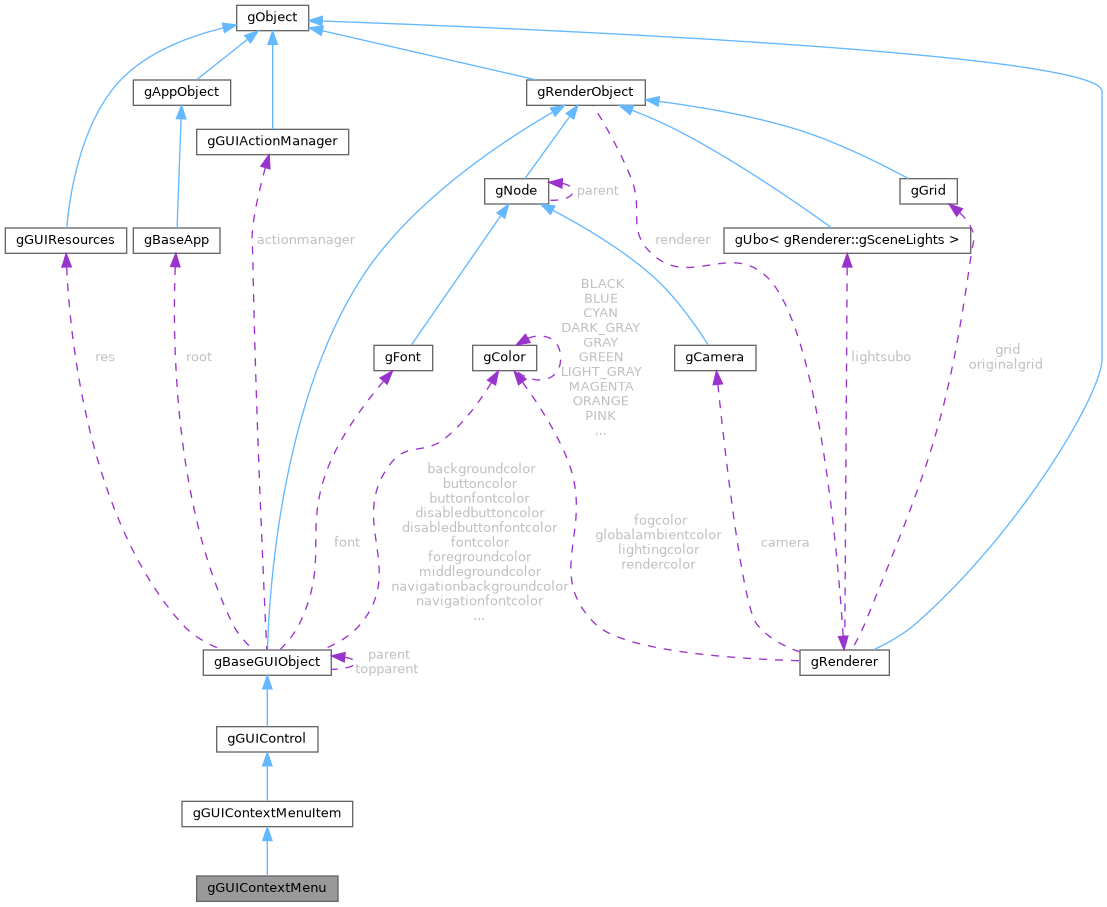 gObject
gAppObject
gRenderObject
gGUIActionManager
gNode
parent
gGrid
gGUIResources
gBaseApp
actionmanager
renderer
gUbo< gRenderer::gSceneLights >
BLACK
BLUE
CYAN
DARK_GRAY
GRAY
GREEN
LIGHT_GRAY
MAGENTA
ORANGE
PINK
...
res
root
gFont
gColor
gCamera
lightsubo
grid
originalgrid
backgroundcolor
buttoncolor
buttonfontcolor
disabledbuttoncolor
disabledbuttonfontcolor
fontcolor
foregroundcolor
middlegroundcolor
navigationbackgroundcolor
navigationfontcolor
...
font
fogcolor
globalambientcolor
lightingcolor
rendercolor
camera
gBaseGUIObject
parent
topparent
gRenderer
gGUIControl
gGUIContextMenuItem
gGUIContextMenu